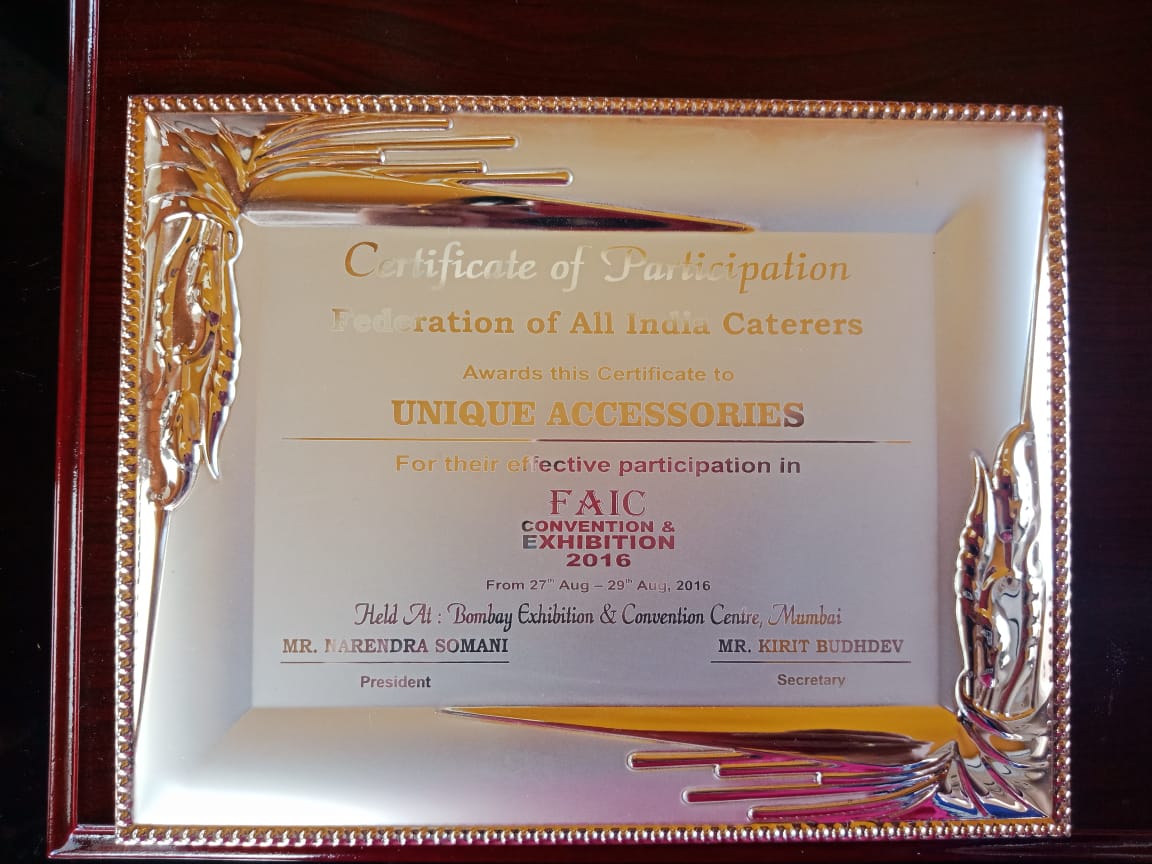 Certificate of Participation
Federation of All India Caterers
Awards this Certificate to
UNIQUE ACCESSORIES
For their effective participation in
FAIC
CONVENTION &
EXHIBITION
2016
From 27th Aug – 29th Aug, 2016
Held At : Bombay Exhibition & Convention Centre, Mumbai
MR. NARENDRA SOMANI MR. KIRIT BUDHDEV
President Secretary